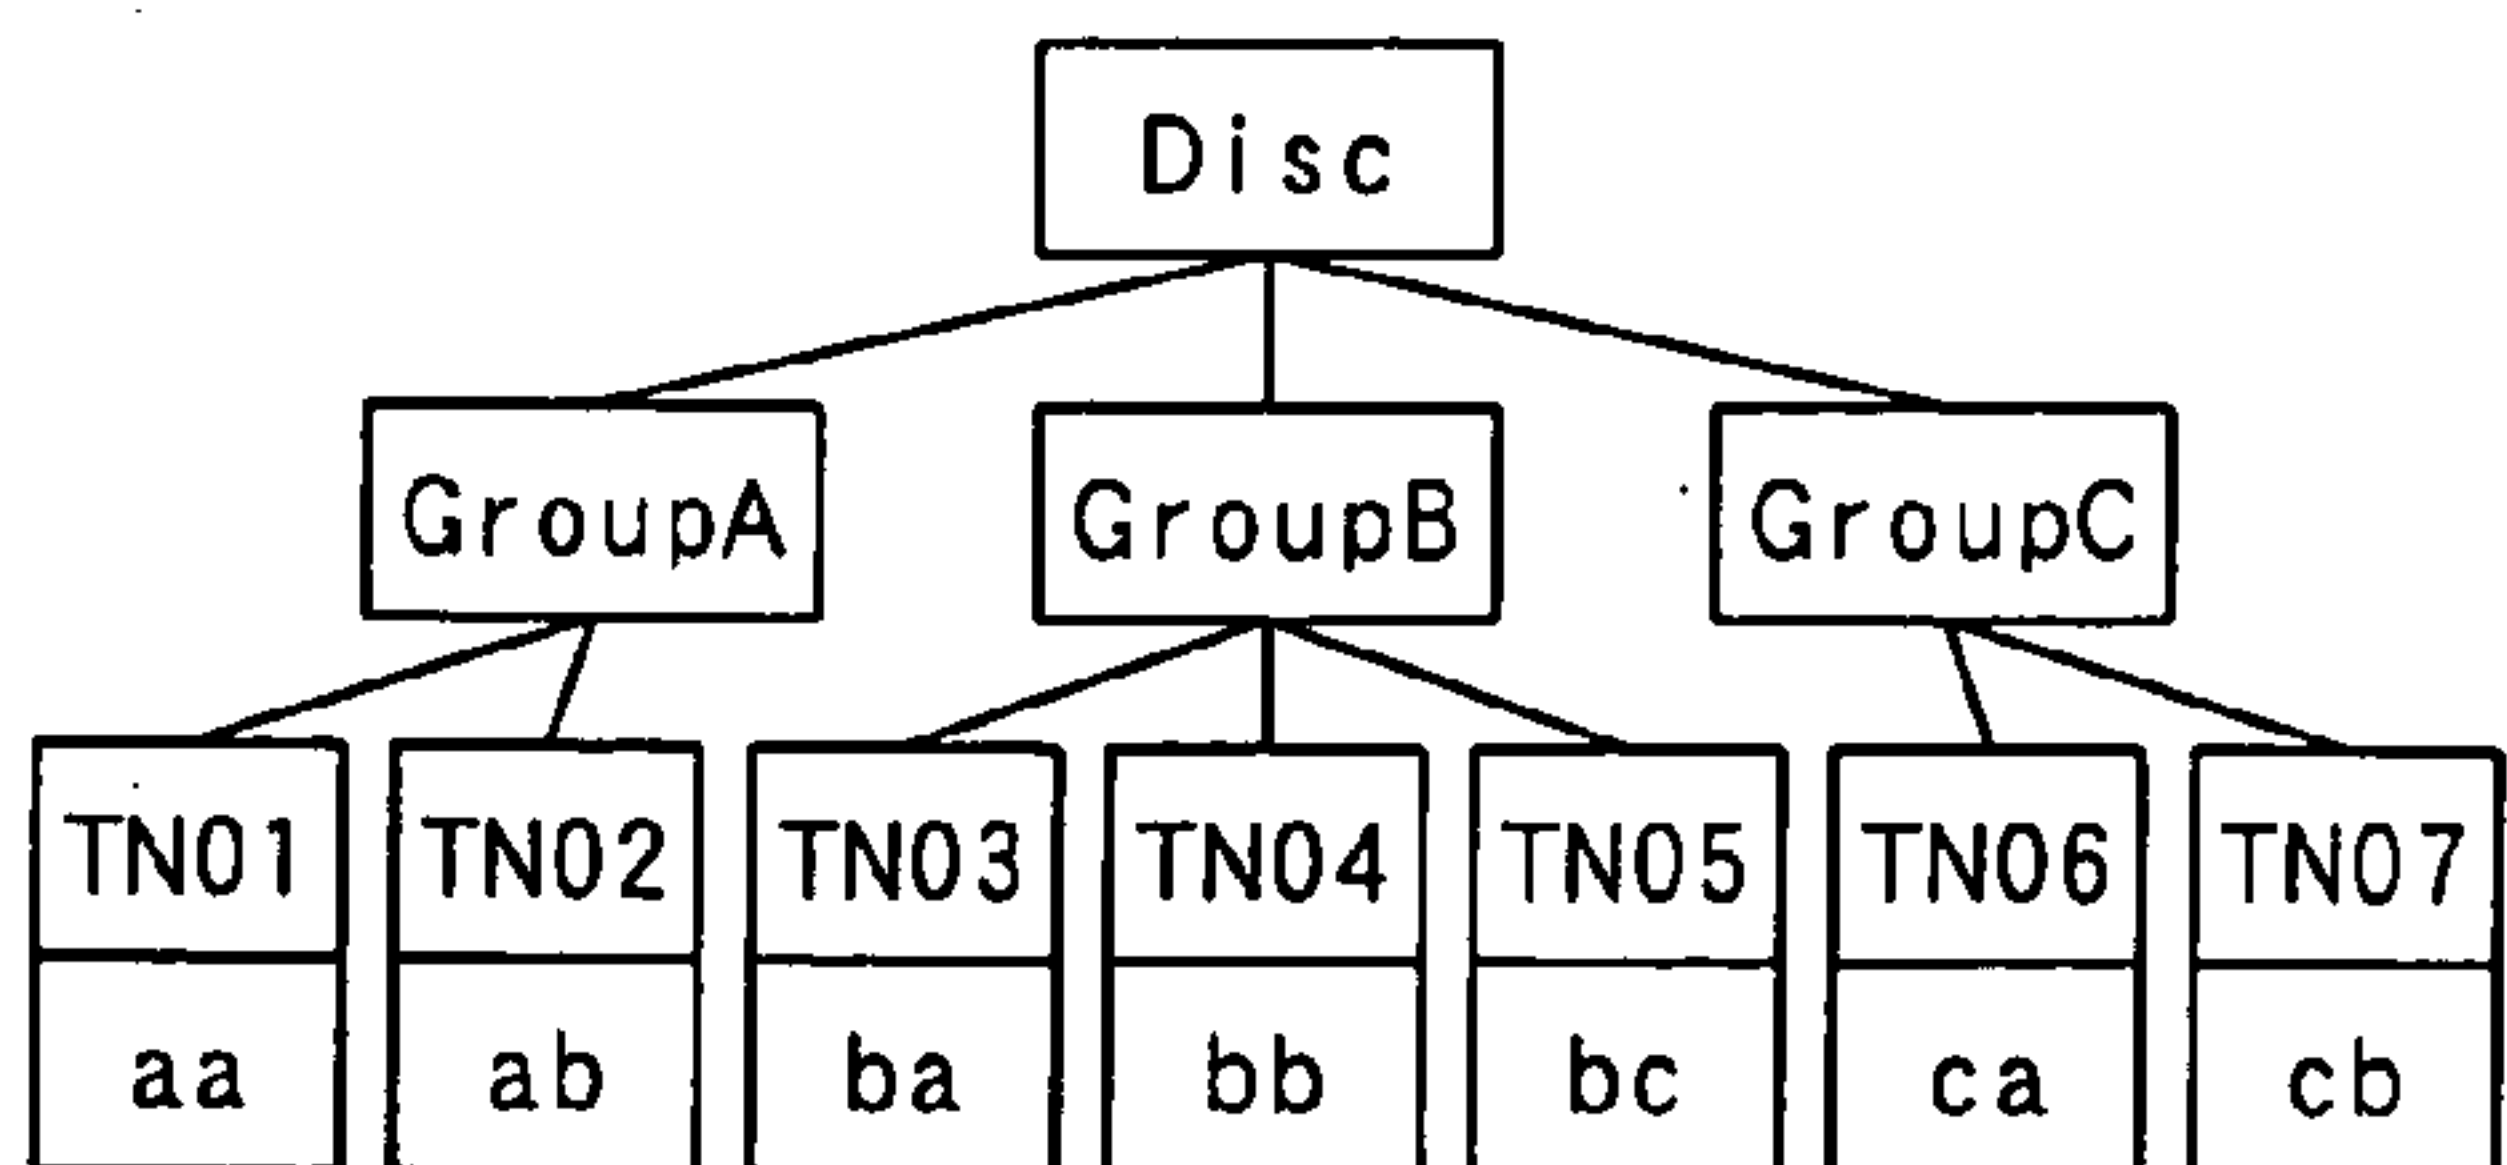 Disc
GroupA GroupB GroupC
TN01 TN02 TN03 TN04 TN05 TN06 TN07
aa ab ba bb bc ca cb